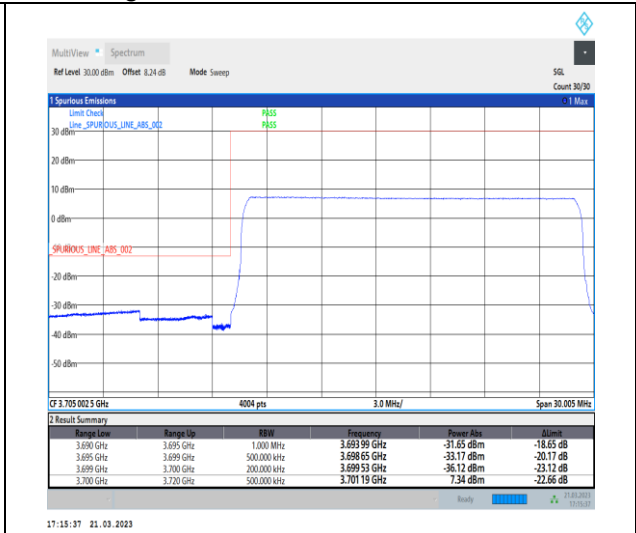 MultiView Spectrum
Ref Level 30.00 dBm Offset 8.24 dB Mode Sweep SGL
Count 30/30
1 Spurious Emissions 1 Max
Limit Check PASS
Line _SPURIOUS_LINE_ABS_002 PASS
30 dBm
20 dBm
10 dBm
0 dBm
_SPURIOUS_LINE_ABS_002
-20 dBm
-30 dBm
-40 dBm
-50 dBm
CF 3.705 002 5 GHz 4004 pts 3.0 MHz/ Span 30.005 MHz
2 Result Summary
Range Low Range Up RBW Frequency Power Abs ΔLimit
3.690 GHz 3.695 GHz 1.000 MHz 3.693 99 GHz -31.65 dBm -18.65 dB
3.695 GHz 3.699 GHz 500.000 kHz 3.698 65 GHz -33.17 dBm -20.17 dB
3.699 GHz 3.700 GHz 200.000 kHz 3.699 53 GHz -36.12 dBm -23.12 dB
3.700 GHz 3.720 GHz 500.000 kHz 3.701 19 GHz 7.34 dBm -22.66 dB
Ready 21.03.2023
17:15:37
17:15:37 21.03.2023